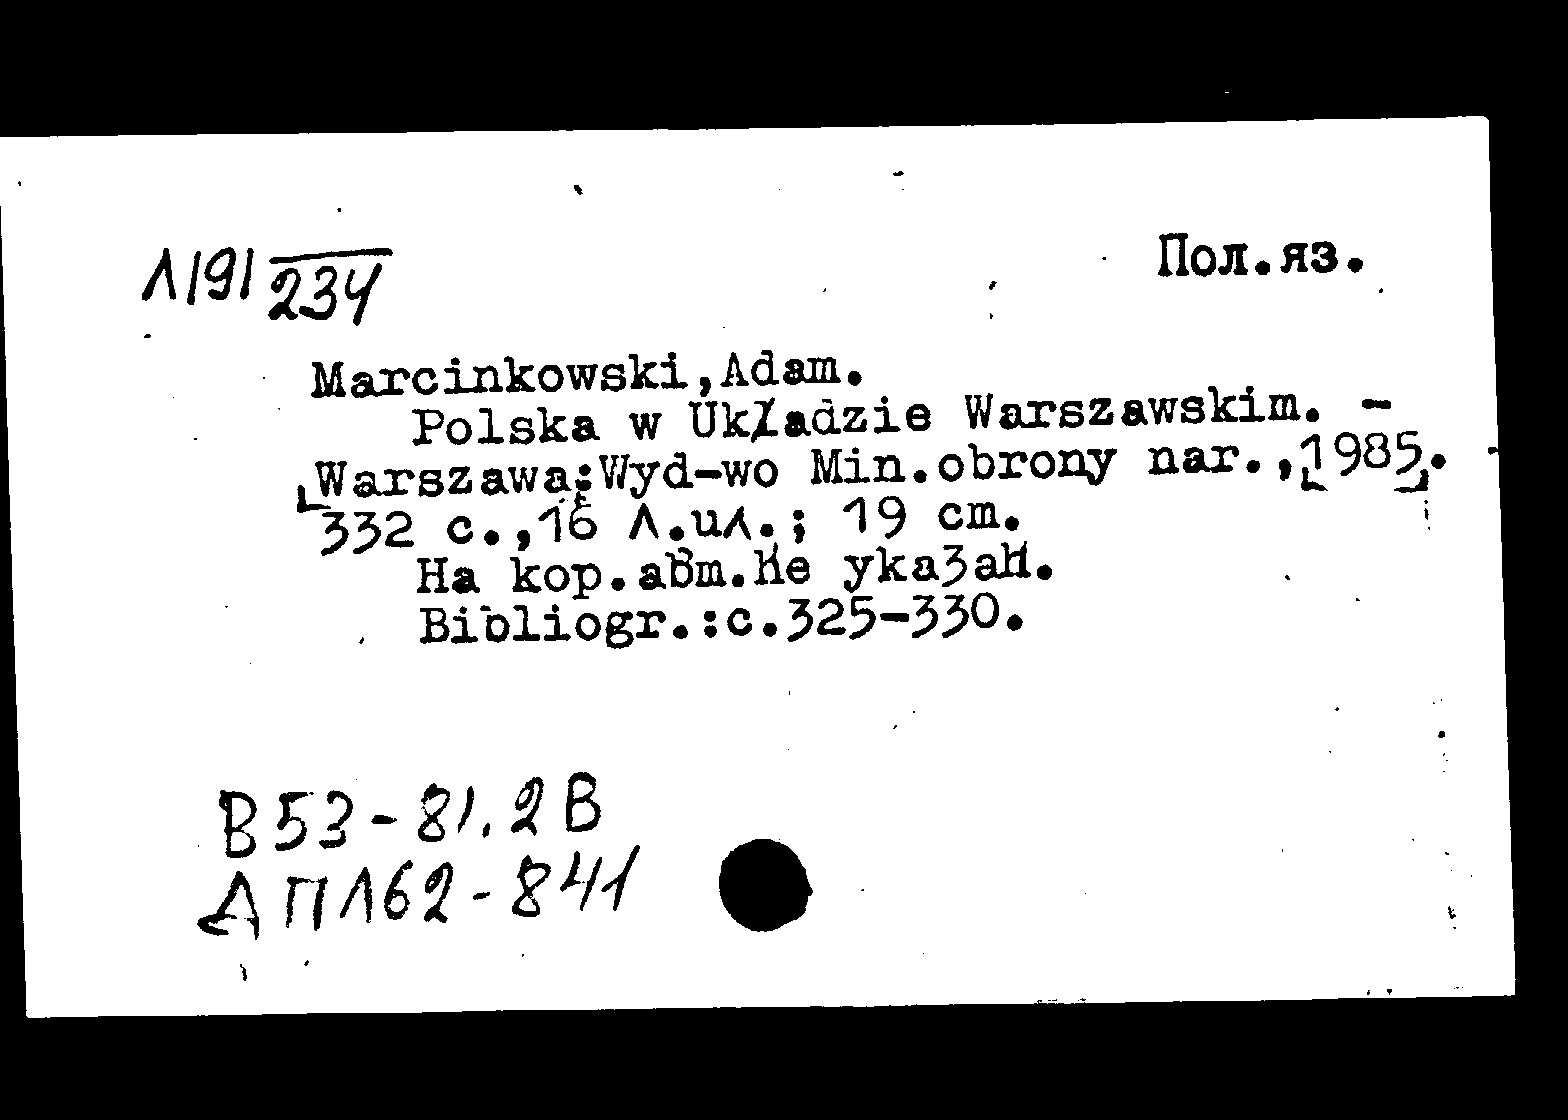 Л191/234
Пол.яз.
Marcinkowski, Adam.
Polska w Układzie Warszawskim. –
Warszawa: Wyd-wo Min.obrony nar., 1985.
332 с., 16 л.ил.; 19 cm.
На кор.авт.не указан.
Bibliogr.:c.325-330.
В53-81.2В
ДПЛ62-841